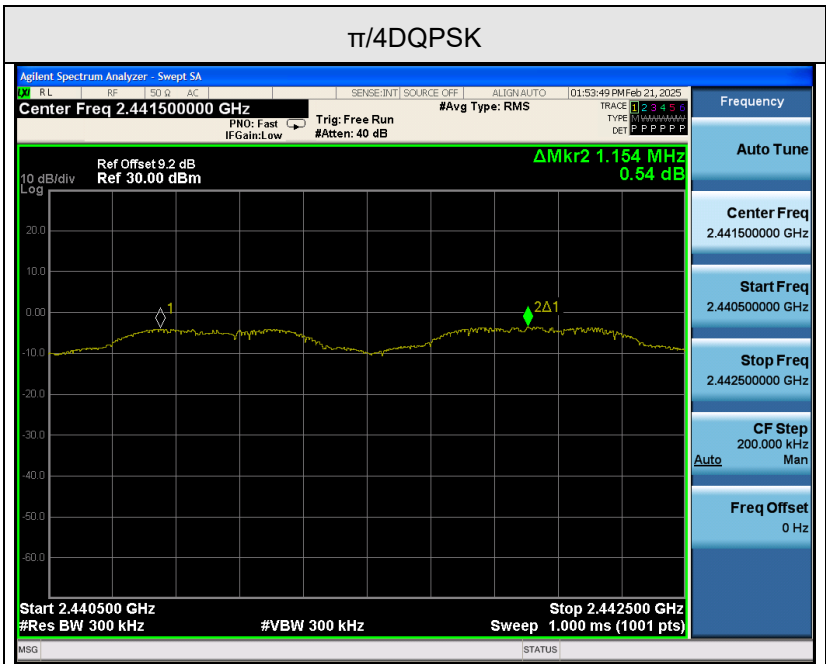 π/4DQPSK
Agilent Spectrum Analyzer - Swept SA
LXI RL RF 50 Ω AC SENSE:INT SOURCE OFF ALIGN AUTO 01:53:49 PM Feb 21, 2025
Center Freq 2.441500000 GHz
#Avg Type: RMS
TRACE 1 2 3 4 5 6
TYPE M W W W W W
DET P P P P P P
PNO: Fast
IFGain:Low
Trig: Free Run
#Atten: 40 dB
ΔMkr2 1.154 MHz
0.54 dB
Ref Offset 9.2 dB
Ref 30.00 dBm
10 dB/div
Log
20.0
10.0
0.00
-10.0
-20.0
-30.0
-40.0
-50.0
-60.0
1
2Δ1
Start 2.440500 GHz
Stop 2.442500 GHz
#Res BW 300 kHz
#VBW 300 kHz
Sweep 1.000 ms (1001 pts)
MSG
STATUS
Frequency
Auto Tune
Center Freq
2.441500000 GHz
Start Freq
2.440500000 GHz
Stop Freq
2.442500000 GHz
CF Step
200.000 kHz
Auto Man
Freq Offset
0 Hz